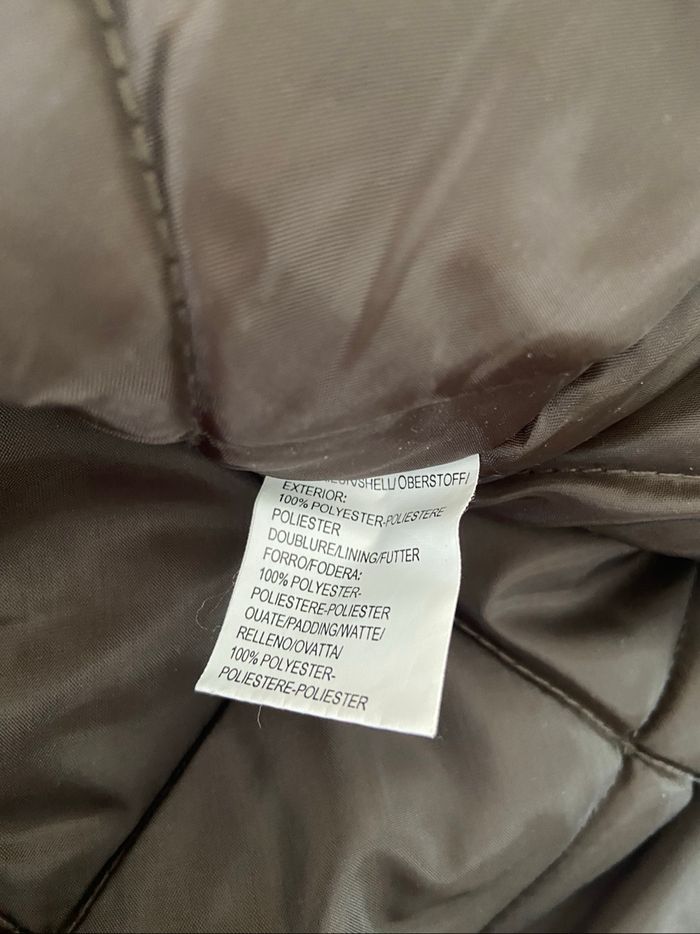 OBERSTOFF/
EXTERIOR:
100% POLYESTER-POLIESTERE
POLIESTER
DOUBLURE/LINING/FUTTER
FORRO/FODERA:
100% POLYESTER-
POLIESTERE-POLIESTER
OUATE/PADDING/WATTE/
RELLENO/OVATTA/
100% POLYESTER-
POLIESTERE-POLIESTER